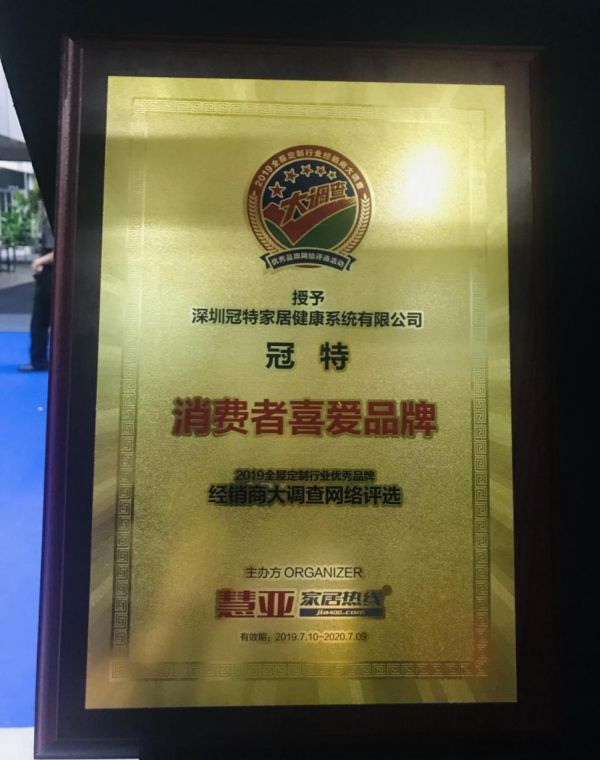 2019全屋定制行业经销商大调查
大调查
优秀品牌网络评选活动
授予
深圳冠特家居健康系统有限公司
冠 特
消费者喜爱品牌
2019全屋定制行业优秀品牌
经销商大调查网络评选
主办方 ORGANIZER
慧亚 家居热线®
jia400.com
有效期：2019.7.10-2020.7.09